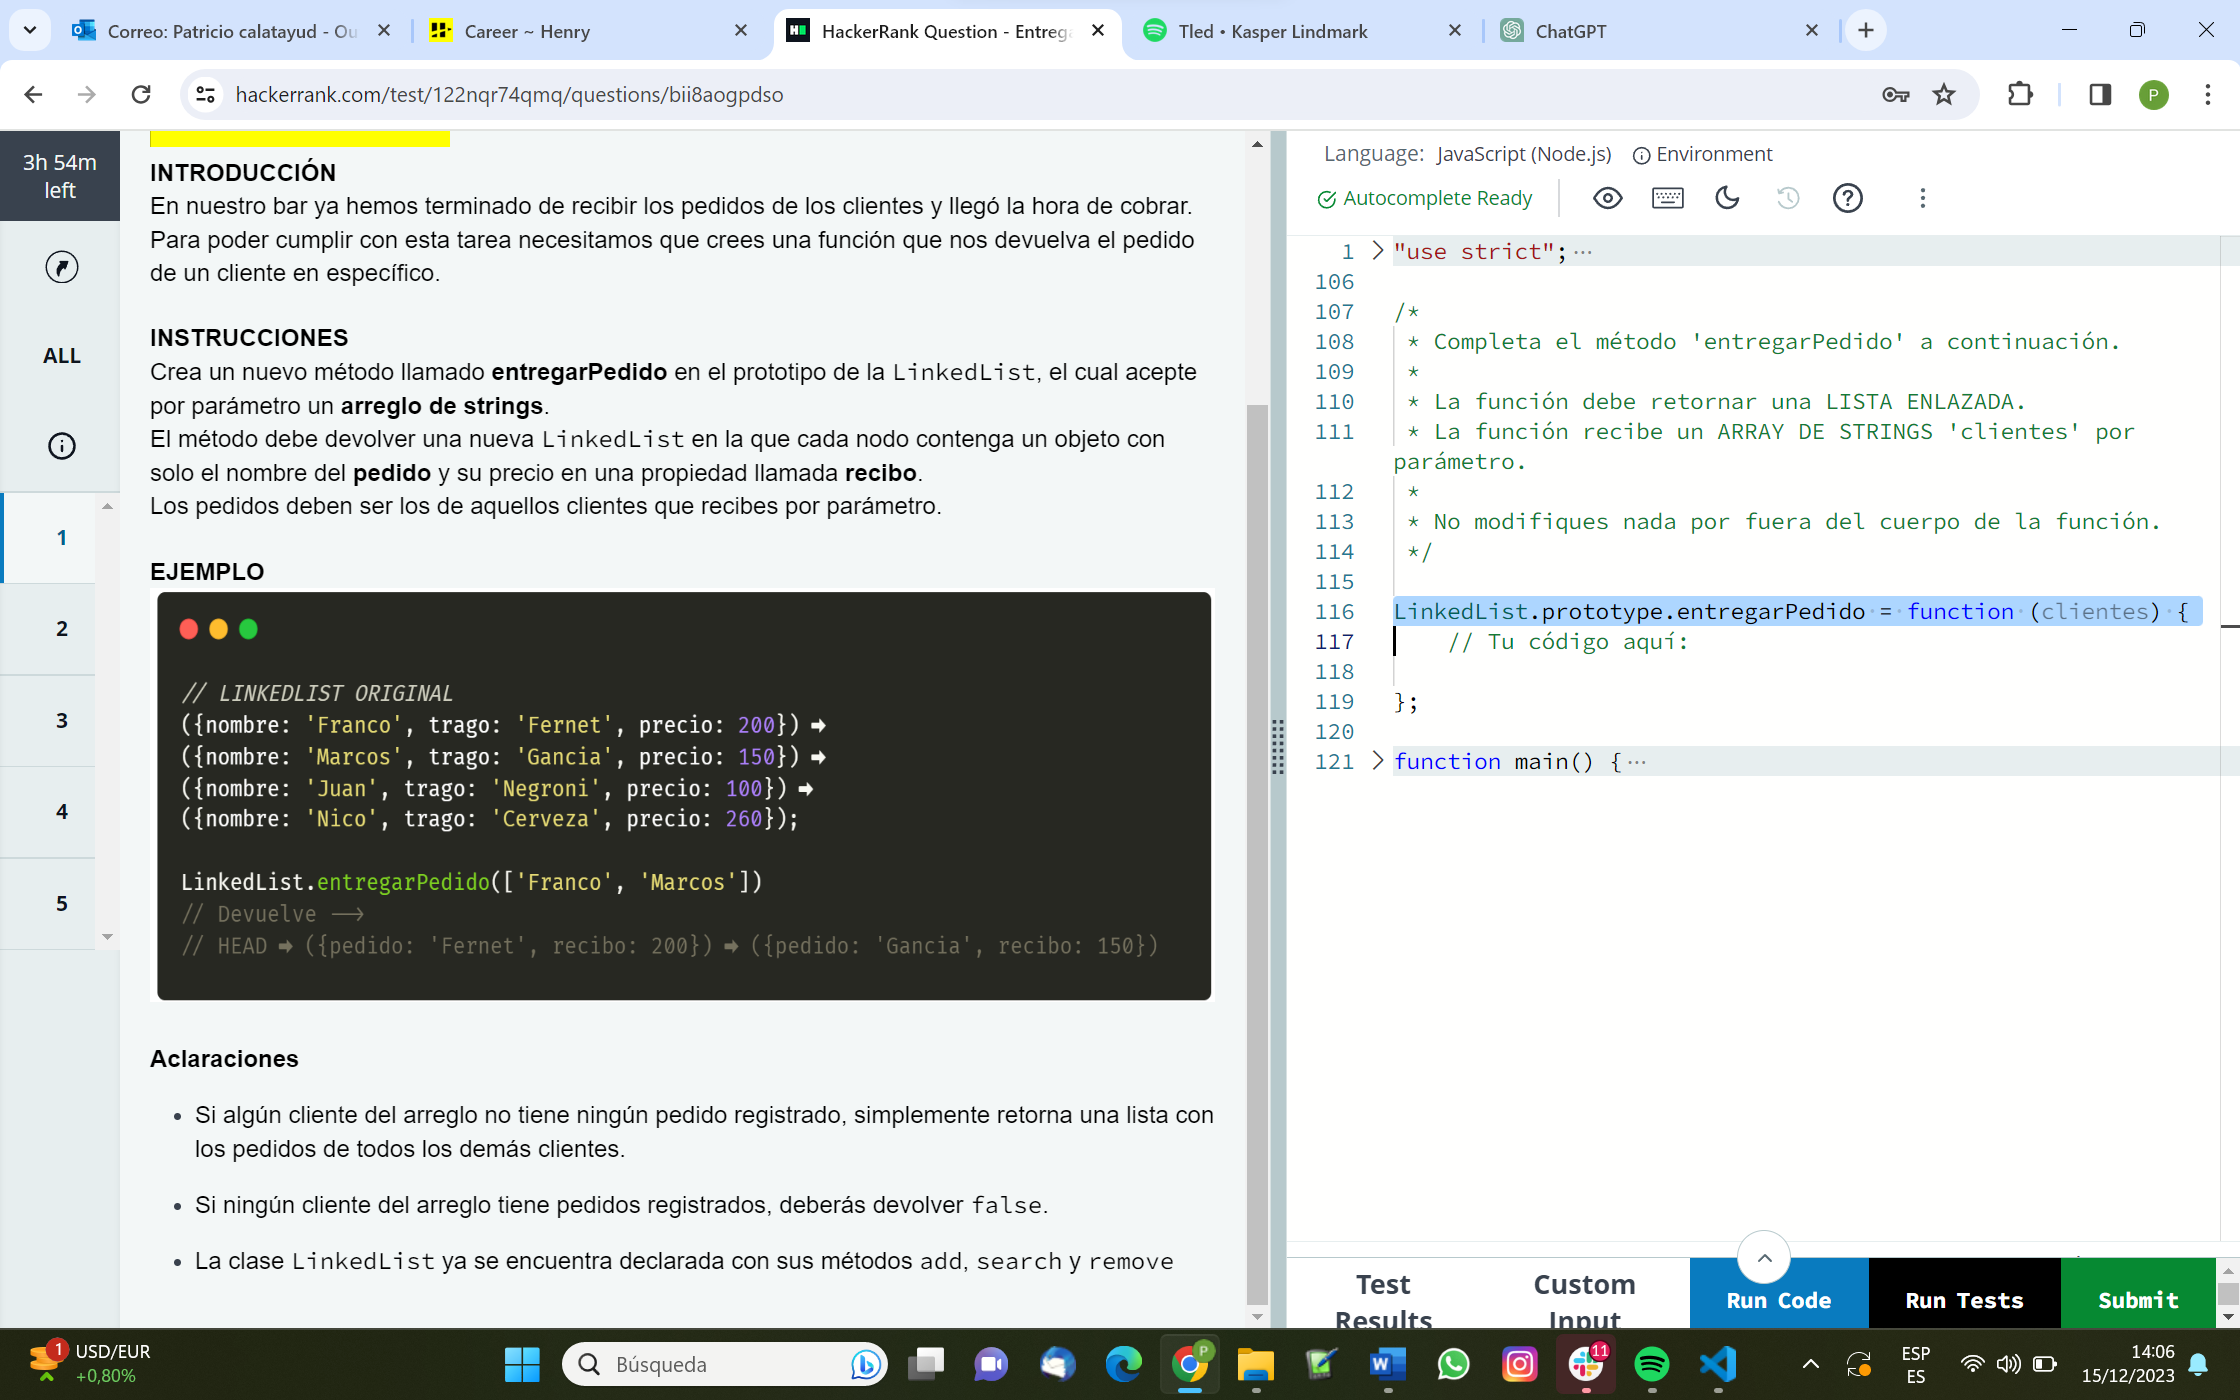 Correo: Patricio calatayud - Ou
Career ~ Henry
HackerRank Question - Entrega
Tled • Kasper Lindmark
ChatGPT
hackerrank.com/test/122nqr74qmq/questions/bii8aogpdso
P
3h 54m
left
ALL
1
2
3
4
5
INTRODUCCIÓN
En nuestro bar ya hemos terminado de recibir los pedidos de los clientes y llegó la hora de cobrar.
Para poder cumplir con esta tarea necesitamos que crees una función que nos devuelva el pedido
de un cliente en específico.
INSTRUCCIONES
Crea un nuevo método llamado entregarPedido en el prototipo de la LinkedList, el cual acepte
por parámetro un arreglo de strings.
El método debe devolver una nueva LinkedList en la que cada nodo contenga un objeto con
solo el nombre del pedido y su precio en una propiedad llamada recibo.
Los pedidos deben ser los de aquellos clientes que recibes por parámetro.
EJEMPLO
// LINKEDLIST ORIGINAL
({nombre: 'Franco', trago: 'Fernet', precio: 200}) ➡
({nombre: 'Marcos', trago: 'Gancia', precio: 150}) ➡
({nombre: 'Juan', trago: 'Negroni', precio: 100}) ➡
({nombre: 'Nico', trago: 'Cerveza', precio: 260});
LinkedList.entregarPedido(['Franco', 'Marcos'])
// Devuelve -->
// HEAD ➡ ({pedido: 'Fernet', recibo: 200}) ➡ ({pedido: 'Gancia', recibo: 150})
Aclaraciones
• Si algún cliente del arreglo no tiene ningún pedido registrado, simplemente retorna una lista con
los pedidos de todos los demás clientes.
• Si ningún cliente del arreglo tiene pedidos registrados, deberás devolver false.
• La clase LinkedList ya se encuentra declarada con sus métodos add, search y remove
Language: JavaScript (Node.js) Environment
Autocomplete Ready
1 "use strict"; ···
106
107 /*
108 * Completa el método 'entregarPedido' a continuación.
109 *
110 * La función debe retornar una LISTA ENLAZADA.
111 * La función recibe un ARRAY DE STRINGS 'clientes' por
parámetro.
112 *
113 * No modifiques nada por fuera del cuerpo de la función.
114 */
115
116 LinkedList.prototype.entregarPedido = function (clientes) {
117 // Tu código aquí:
118
119 };
120
121 function main() { ···
Test
Results
Custom
Input
Run Code
Run Tests
Submit
1
USD/EUR
+0,80%
Búsqueda
P
11
ESP
ES
14:06
15/12/2023